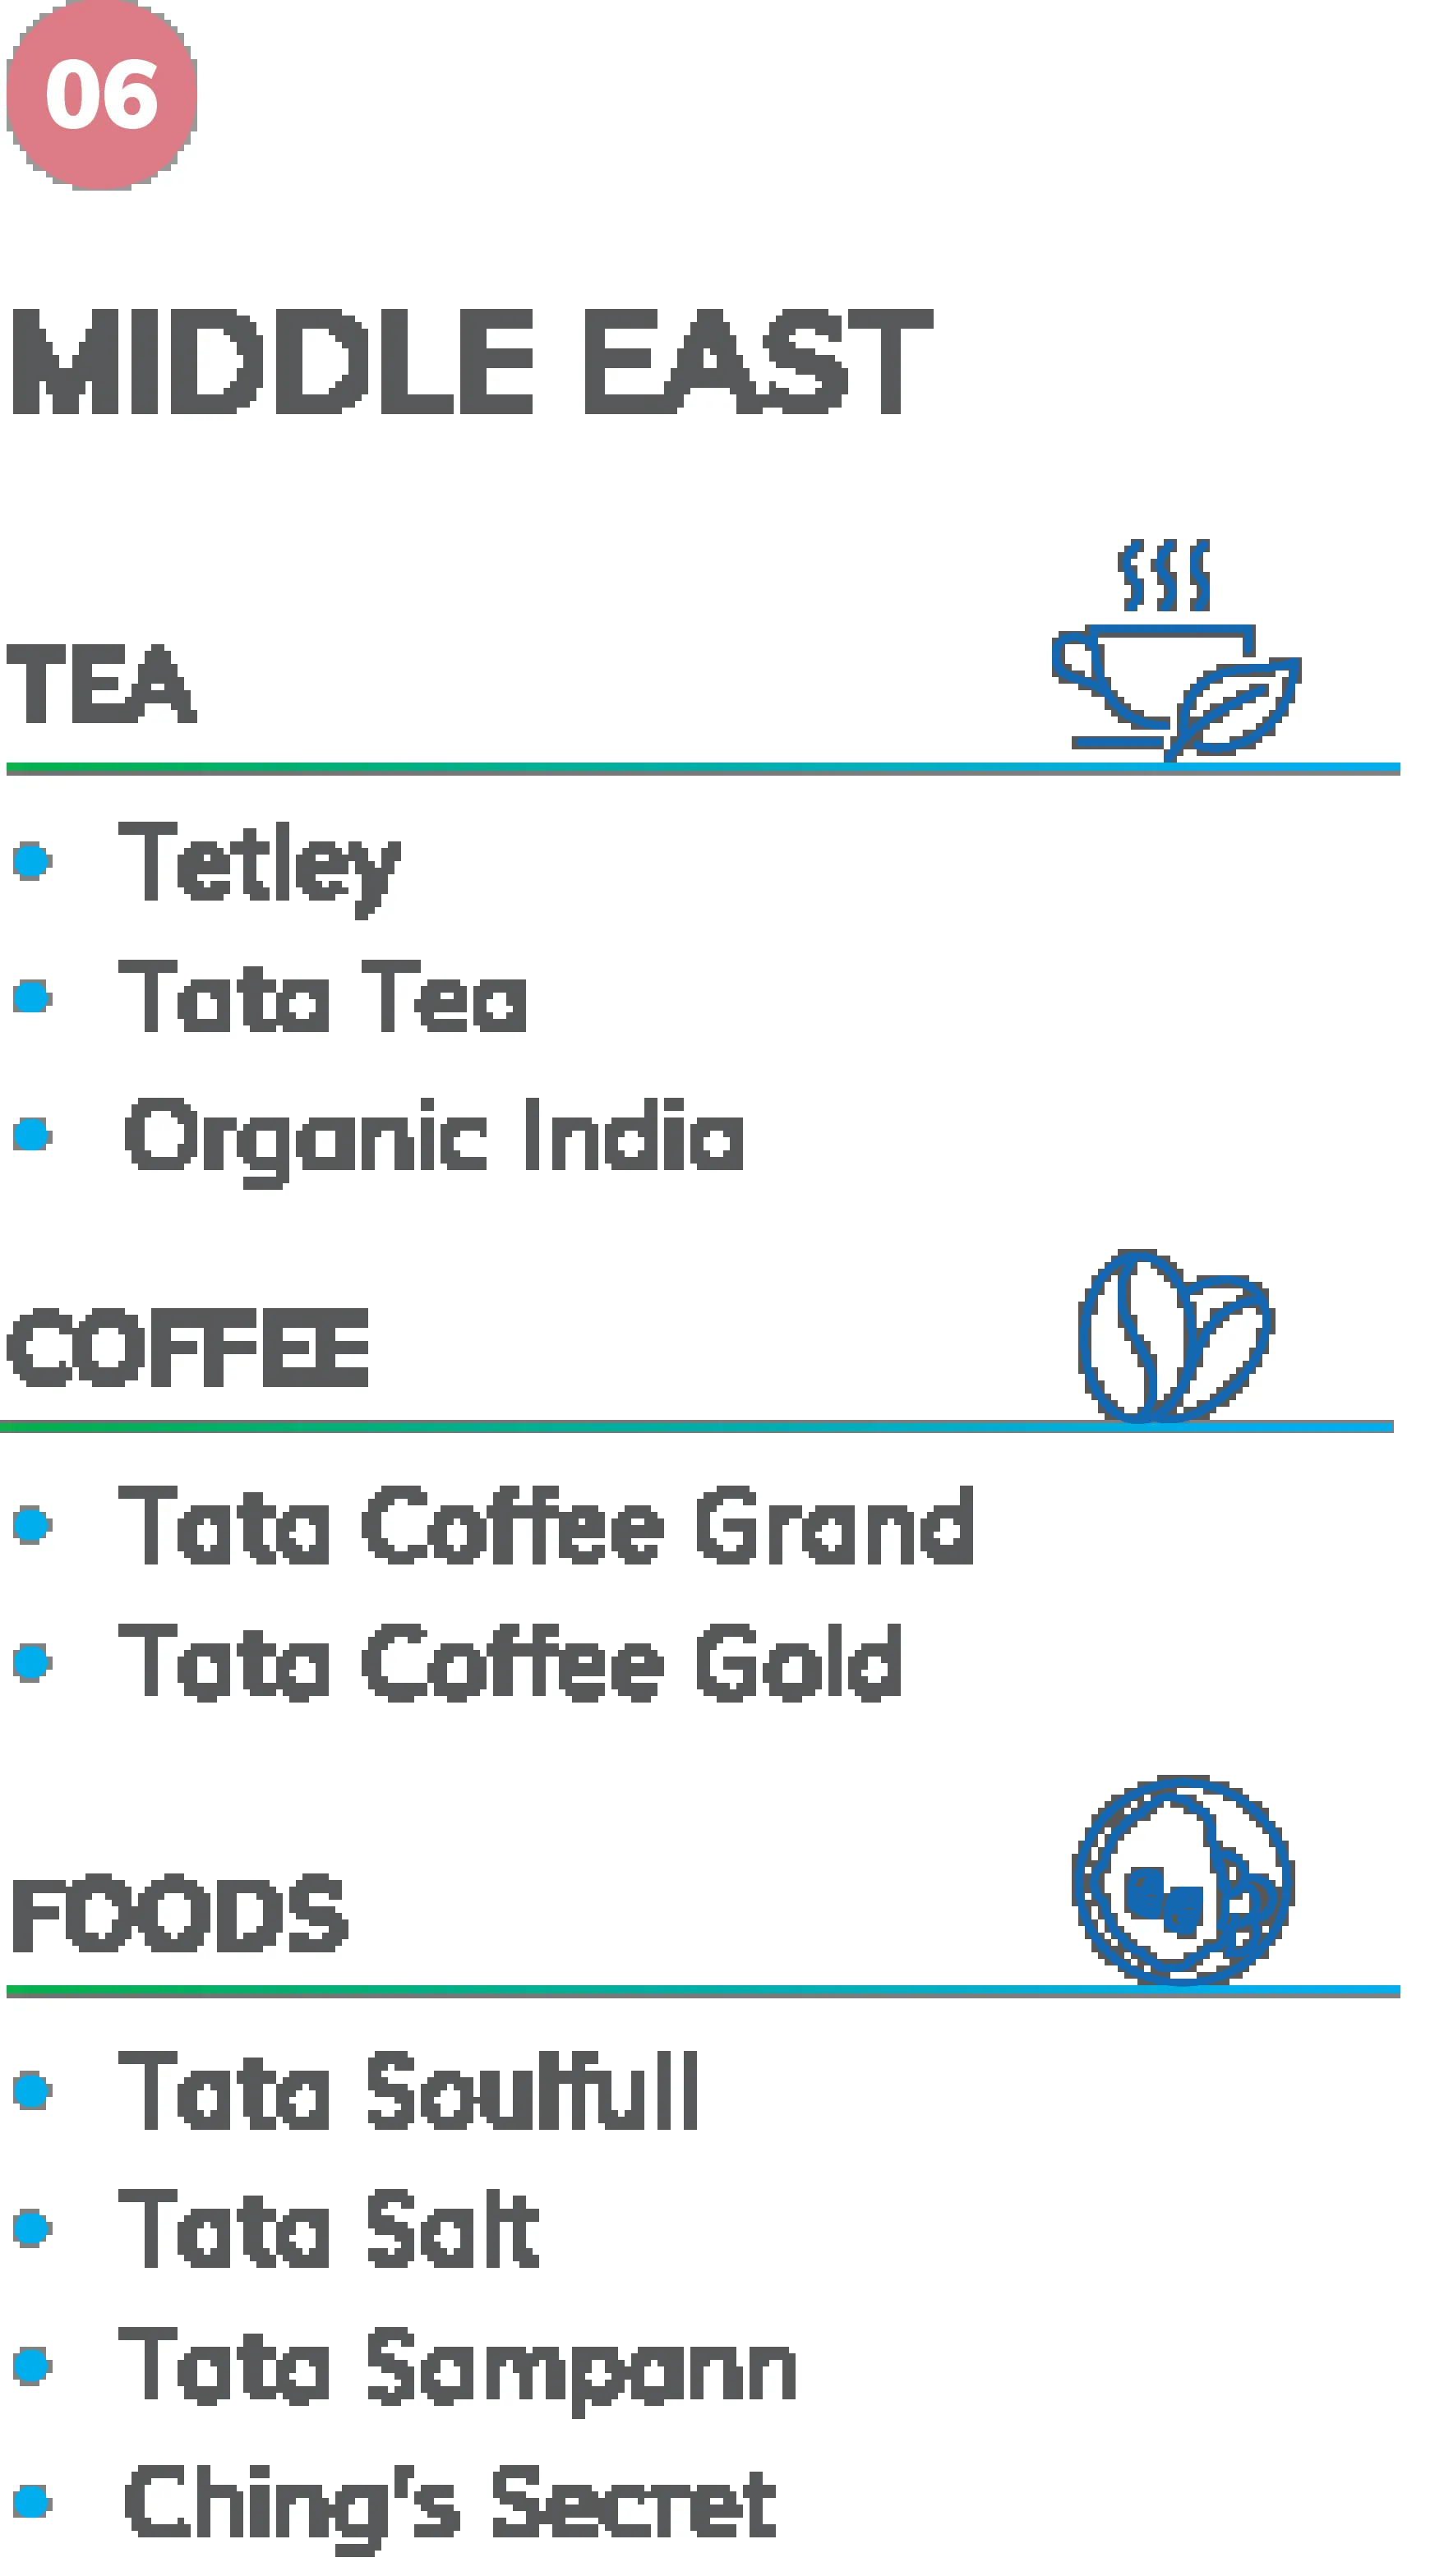 06
MIDDLE EAST
TEA
• Tetley
• Tata Tea
• Organic India
COFFEE
• Tata Coffee Grand
• Tata Coffee Gold
FOODS
• Tata Soulfull
• Tata Salt
• Tata Sampann
• Ching's Secret